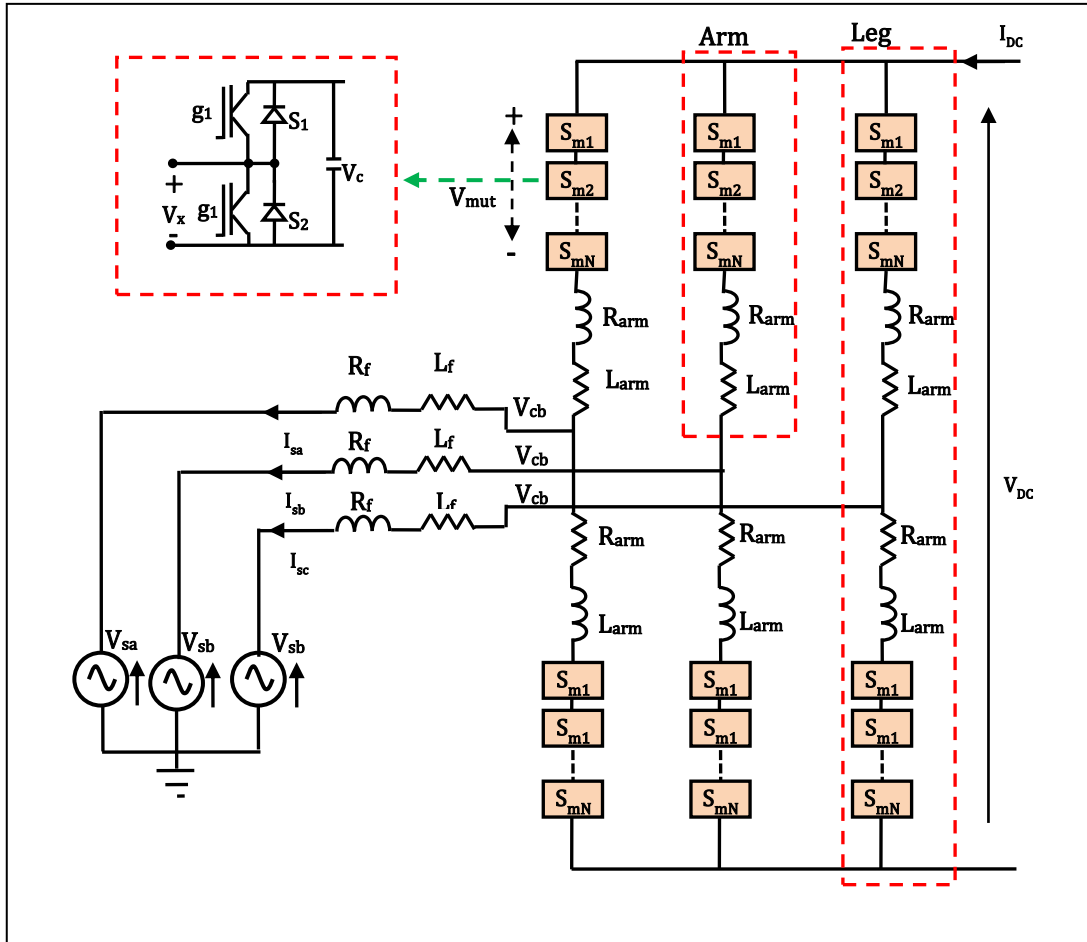 Arm
Leg
I_DC
g1
S1
Vc
+
Vx
-
g1
S2
+
Vmut
-
Sm1
Sm2
SmN
Rarm
Larm
Sm1
Sm2
SmN
Rarm
Larm
Sm1
Sm2
SmN
Rarm
Larm
VDC
Rf
Lf
Vcb
Isa
Rf
Lf
Vcb
Isb
Rf
Lf
Vcb
Isc
Vsa
Vsb
Vsb
Rarm
Larm
Sm1
Sm1
SmN
Rarm
Larm
Sm1
Sm1
SmN
Rarm
Larm
Sm1
Sm1
SmN